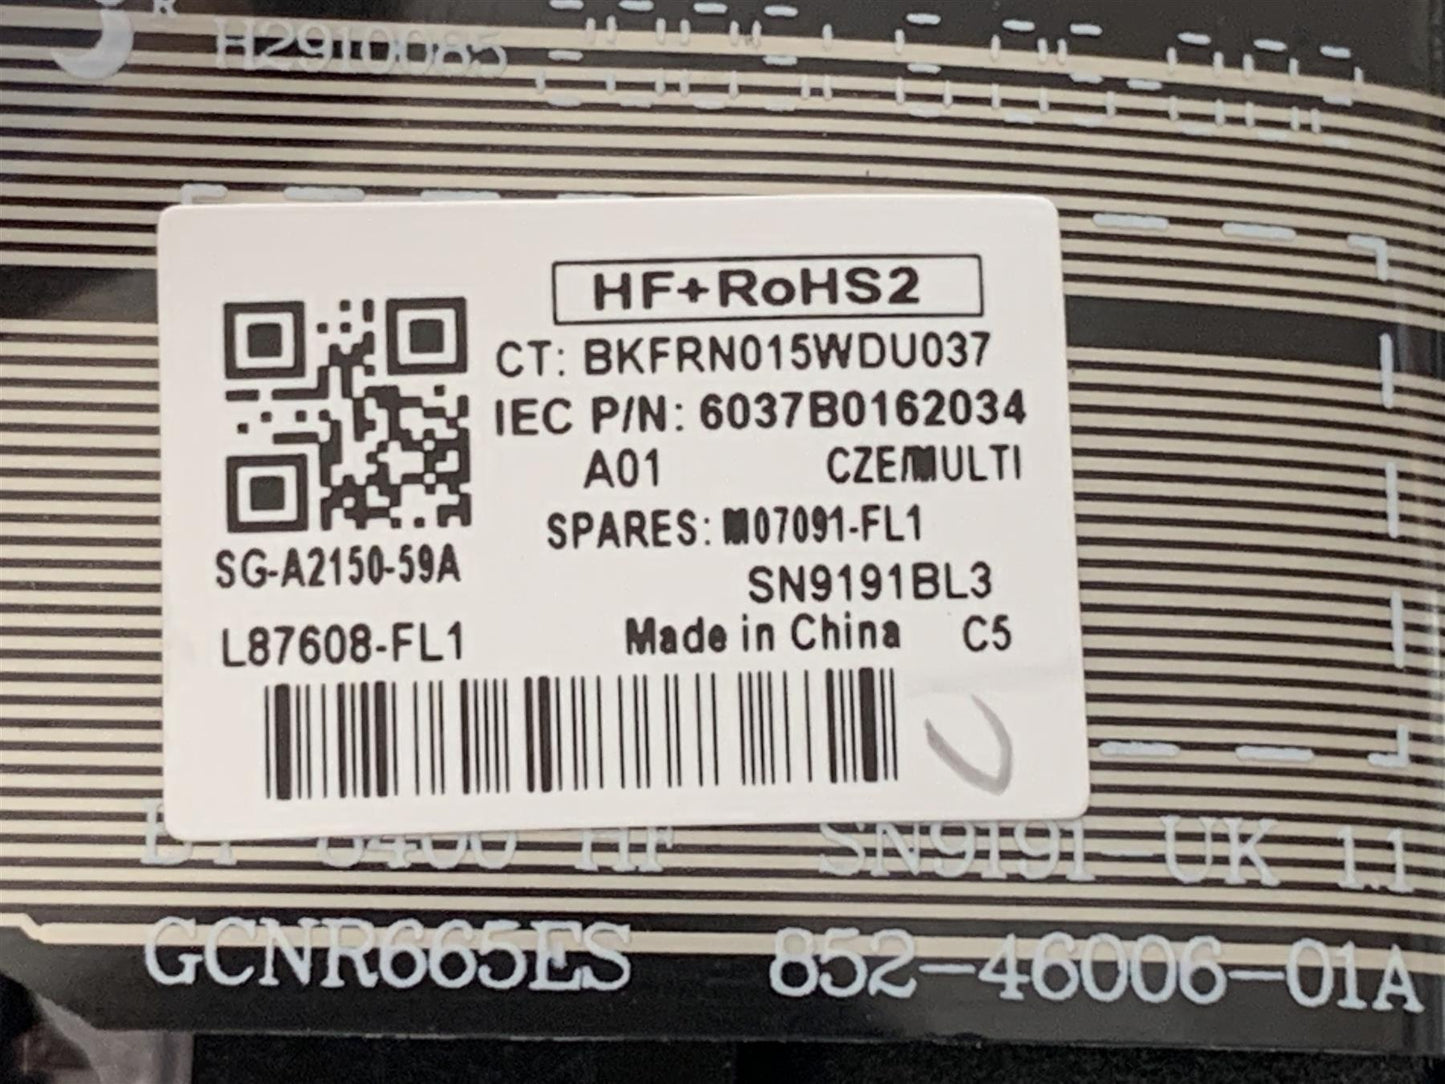 R
H2910085
HF+RoHS2
CT: BKFRN015WDU037
IEC P/N: 6037B0162034
A01 CZE/MULTI
SPARES: M07091-FL1
SG-A2150-59A
SN9191BL3
L87608-FL1
Made in China C5
HF SN9191-UK 1.1
GCNR665ES 852-46006-01A